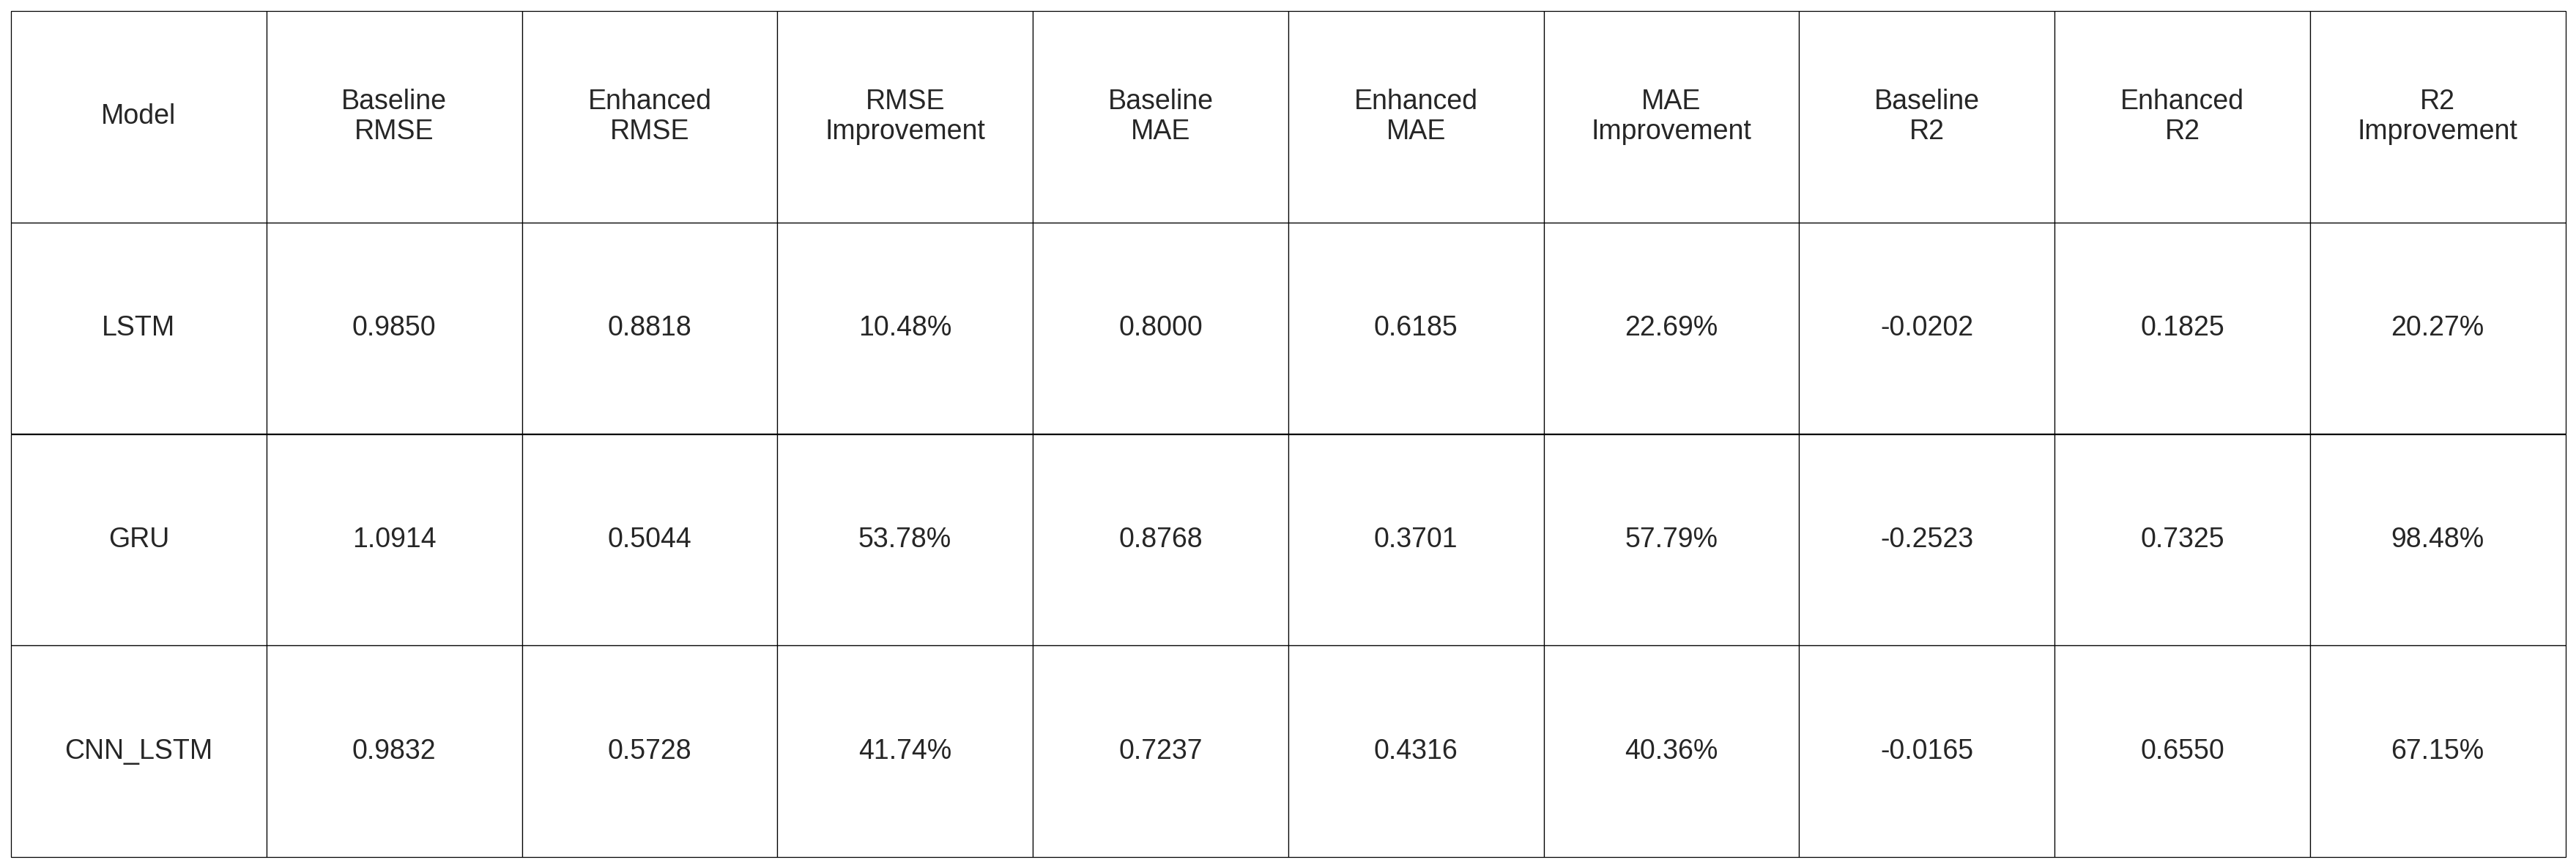 Model
Baseline
RMSE
Enhanced
RMSE
RMSE
Improvement
Baseline
MAE
Enhanced
MAE
MAE
Improvement
Baseline
R2
Enhanced
R2
R2
Improvement
LSTM 0.9850 0.8818 10.48% 0.8000 0.6185 22.69% -0.0202 0.1825 20.27%
GRU 1.0914 0.5044 53.78% 0.8768 0.3701 57.79% -0.2523 0.7325 98.48%
CNN_LSTM 0.9832 0.5728 41.74% 0.7237 0.4316 40.36% -0.0165 0.6550 67.15%